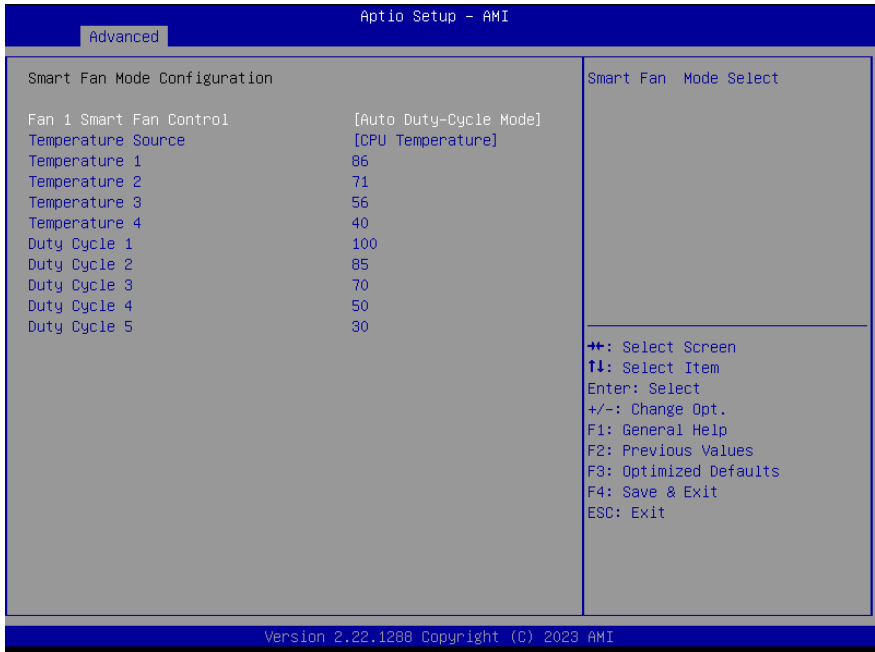 Aptio Setup – AMI
Advanced
Smart Fan Mode Configuration
Fan 1 Smart Fan Control [Auto Duty-Cycle Mode]
Temperature Source [CPU Temperature]
Temperature 1 86
Temperature 2 71
Temperature 3 56
Temperature 4 40
Duty Cycle 1 100
Duty Cycle 2 85
Duty Cycle 3 70
Duty Cycle 4 50
Duty Cycle 5 30
Smart Fan  Mode Select
→←: Select Screen
↑↓: Select Item
Enter: Select
+/-: Change Opt.
F1: General Help
F2: Previous Values
F3: Optimized Defaults
F4: Save & Exit
ESC: Exit
Version 2.22.1288 Copyright (C) 2023 AMI